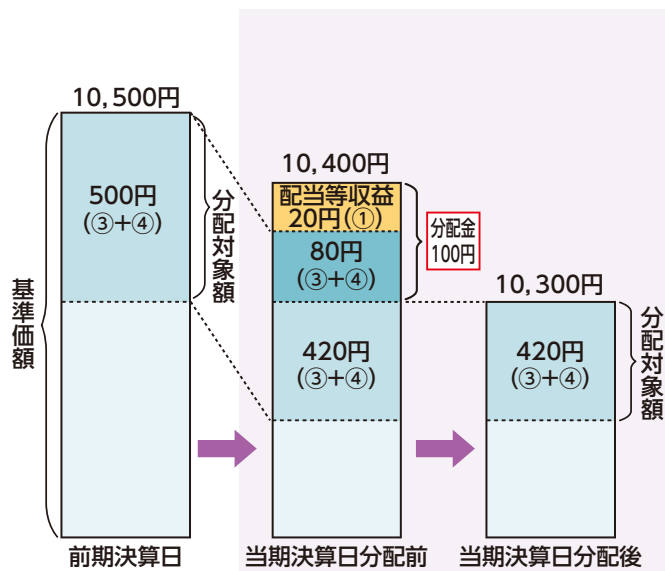 10,500円
500円
(③+④)
分配対象額
基準価額
前期決算日
10,400円
配当等収益
20円(①)
80円
(③+④)
420円
(③+④)
分配金
100円
当期決算日分配前
10,300円
420円
(③+④)
分配対象額
当期決算日分配後